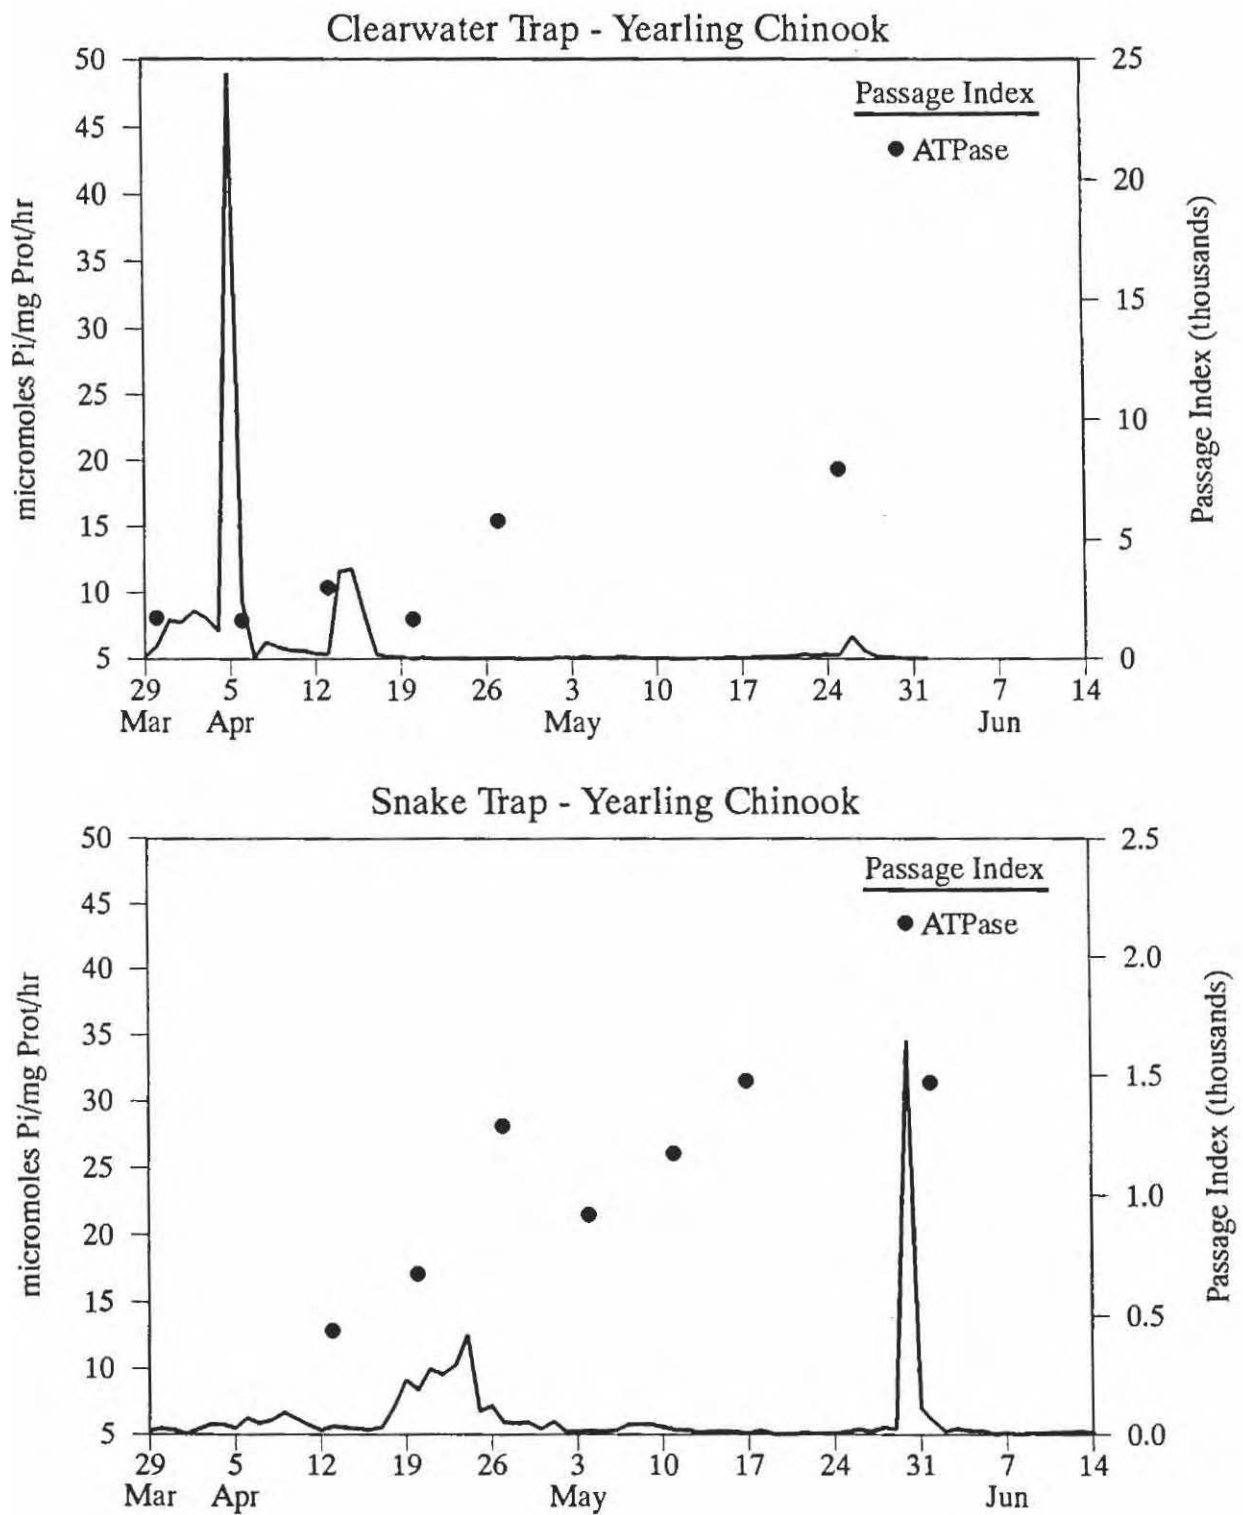 Clearwater Trap - Yearling Chinook
50
45
40
35
30
25
20
15
10
5
micromoles Pi/mg Prot/hr
Passage Index
ATPase
25
20
15
10
5
0
Passage Index (thousands)
29 5 12 19 26 3 10 17 24 31 7 14
Mar Apr May Jun
Snake Trap - Yearling Chinook
50
45
40
35
30
25
20
15
10
5
micromoles Pi/mg Prot/hr
Passage Index
ATPase
2.5
2.0
1.5
1.0
0.5
0.0
Passage Index (thousands)
29 5 12 19 26 3 10 17 24 31 7 14
Mar Apr May Jun